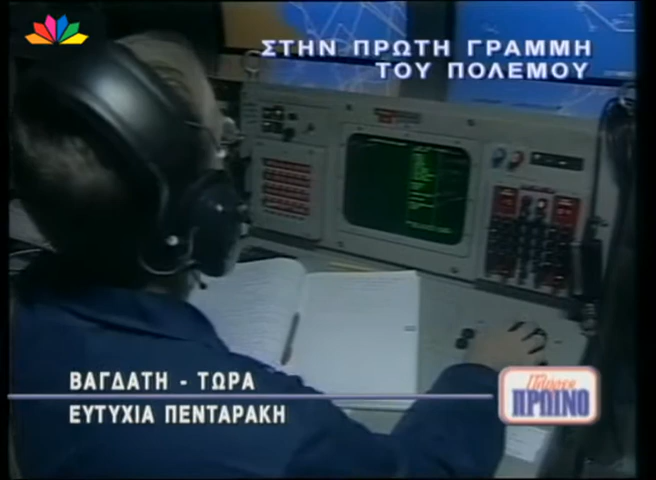 ΣΤΗΝ ΠΡΩΤΗ ΓΡΑΜΜΗ
ΤΟΥ ΠΟΛΕΜΟΥ
ΒΑΓΔΑΤΗ - ΤΩΡΑ
ΕΥΤΥΧΙΑ ΠΕΝΤΑΡΑΚΗ
ΠΡΩΙΝΟ